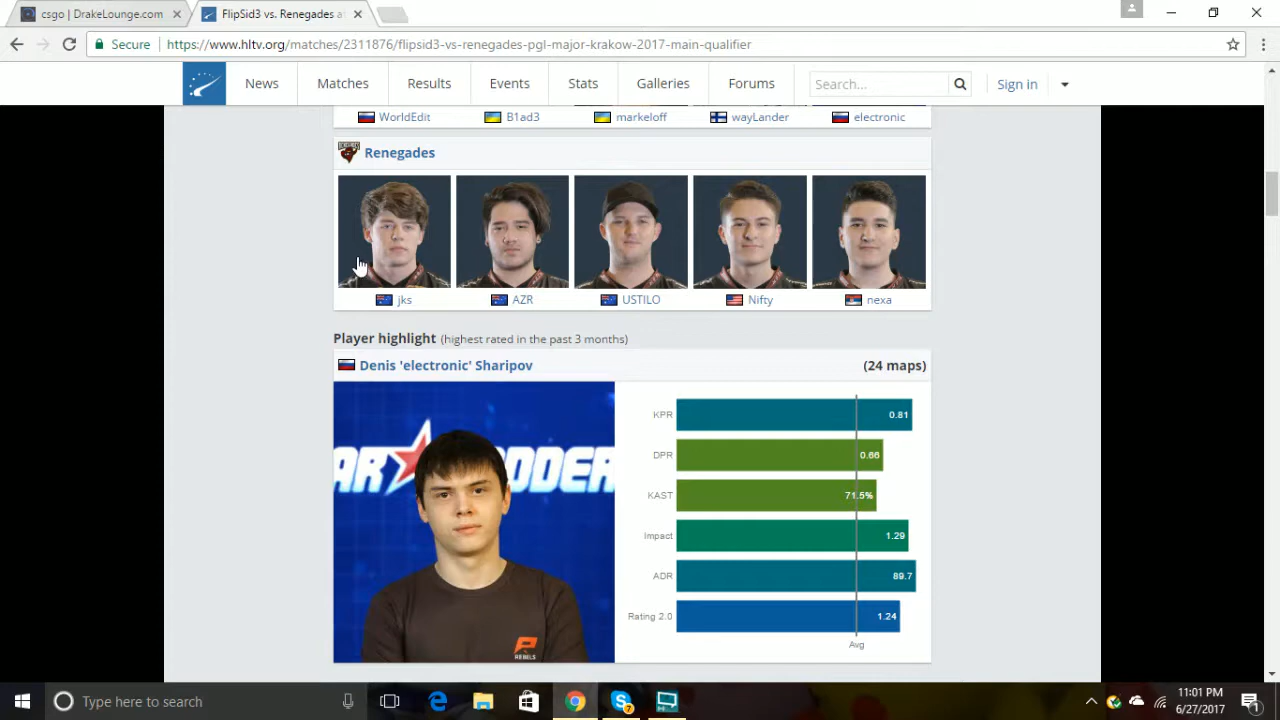 csgo | DrakeLounge.com
FlipSid3 vs. Renegades a
Secure https://www.hltv.org/matches/2311876/flipsid3-vs-renegades-pgl-major-krakow-2017-main-qualifier
News Matches Results Events Stats Galleries Forums Search... Sign in
WorldEdit B1ad3 markeloff wayLander electronic
Renegades
jks AZR USTILO Nifty nexa
Player highlight (highest rated in the past 3 months)
Denis 'electronic' Sharipov (24 maps)
KPR 0.81
DPR 0.66
KAST 71.5%
Impact 1.29
ADR 89.7
Rating 2.0 1.24
Avg
AR DDER
REBELS
Type here to search
11:01 PM
6/27/2017